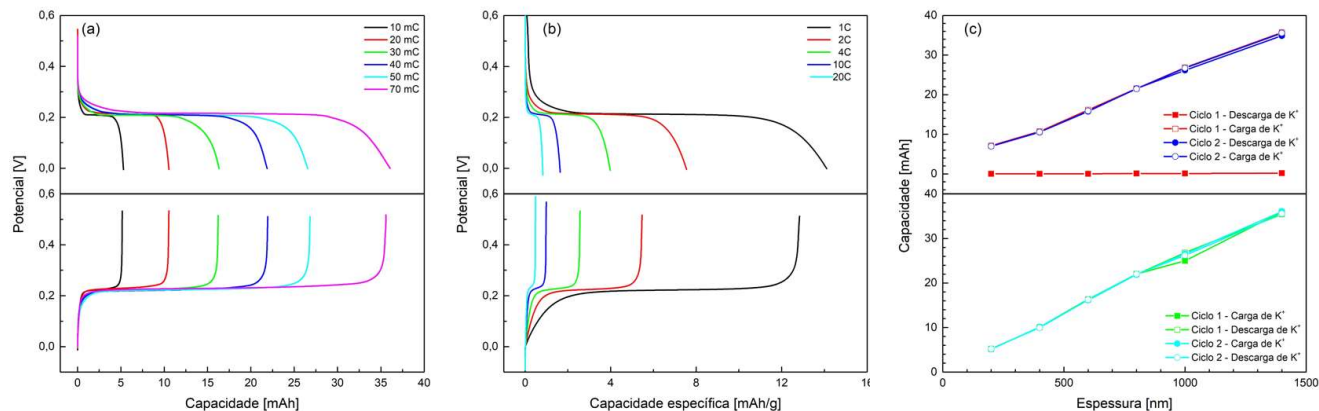 (a)
10 mC
20 mC
30 mC
40 mC
50 mC
70 mC
0,6
0,4
0,2
0,0
0,6
0,4
0,2
0,0
Potencial [V]
0 5 10 15 20 25 30 35 40
Capacidade [mAh]
(b)
1C
2C
4C
10C
20C
0,6
0,4
0,2
0,0
0,6
0,4
0,2
0,0
Potencial [V]
0 2 4 6 8 10 12 14 16
Capacidade específica [mAh/g]
(c)
40
30
20
10
0
40
30
20
10
0
Capacidade [mAh]
Ciclo 1 - Descarga de K⁺
Ciclo 1 - Carga de K⁺
Ciclo 2 - Descarga de K⁺
Ciclo 2 - Carga de K⁺
Ciclo 1 - Carga de K⁺
Ciclo 1 - Descarga de K⁺
Ciclo 2 - Carga de K⁺
Ciclo 2 - Descarga de K⁺
0 500 1000 1500
Espessura [nm]